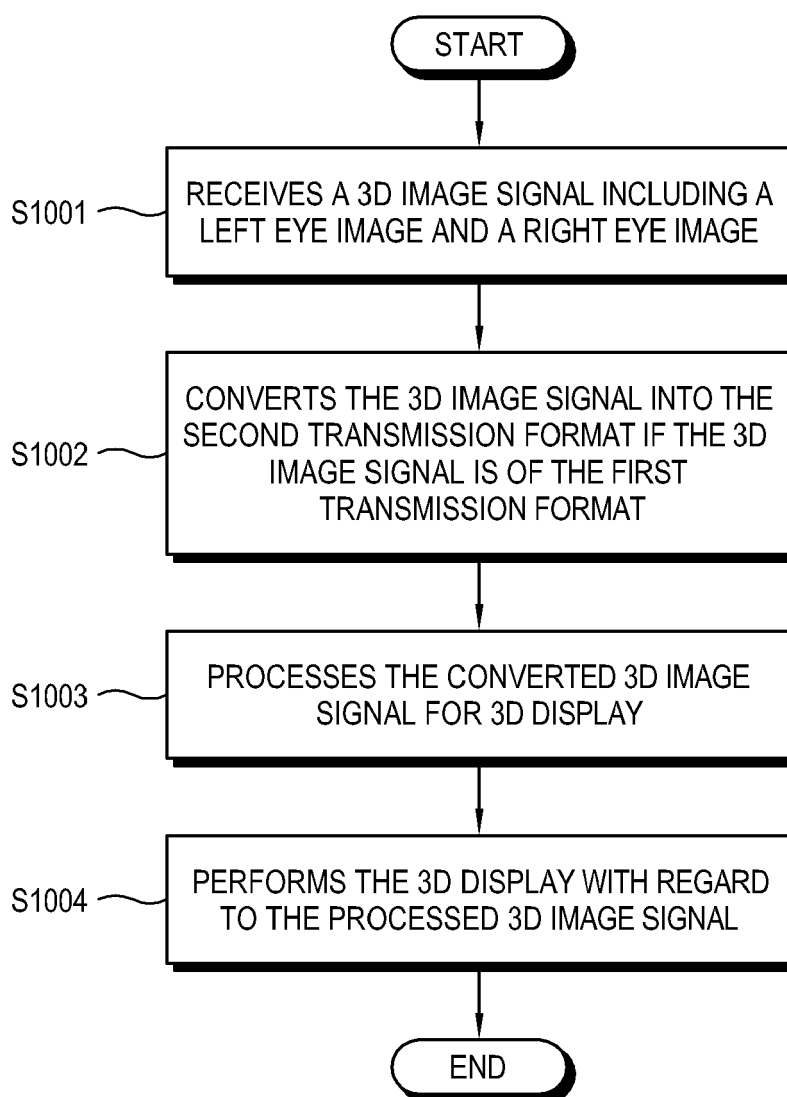 START
S1001
RECEIVES A 3D IMAGE SIGNAL INCLUDING A
LEFT EYE IMAGE AND A RIGHT EYE IMAGE
S1002
CONVERTS THE 3D IMAGE SIGNAL INTO THE
SECOND TRANSMISSION FORMAT IF THE 3D
IMAGE SIGNAL IS OF THE FIRST
TRANSMISSION FORMAT.
S1003
PROCESSES THE CONVERTED 3D IMAGE
SIGNAL FOR 3D DISPLAY
S1004
PERFORMS THE 3D DISPLAY WITH REGARD
TO THE PROCESSED 3D IMAGE SIGNAL
END